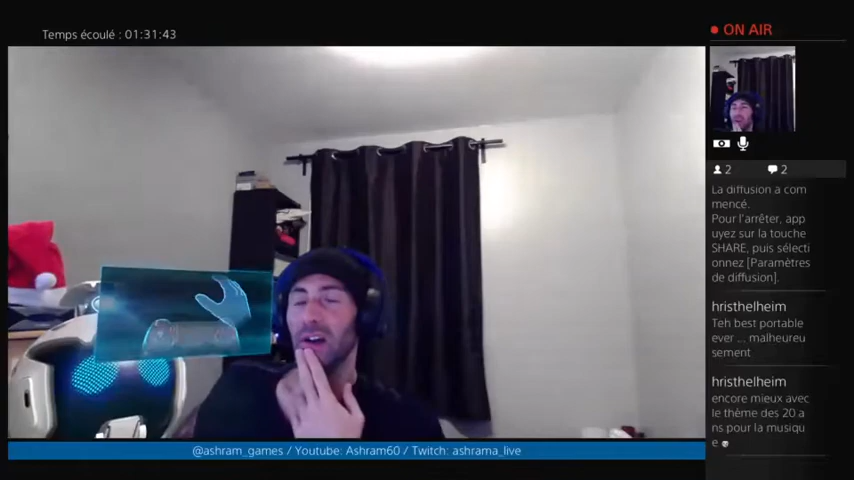 Temps écoulé : 01:31:43
ON AIR
2
2
La diffusion a com
mencé.
Pour l'arrêter, app
uyez sur la touche
SHARE, puis sélecti
onnez [Paramètres
de diffusion].
hristhelheim
Teh best portable
ever ... malheureu
sement
hristhelheim
encore mieux avec
le thème des 20 a
ns pour la musiqu
e
@ashram_games / Youtube: Ashram60 / Twitch: ashrama_live